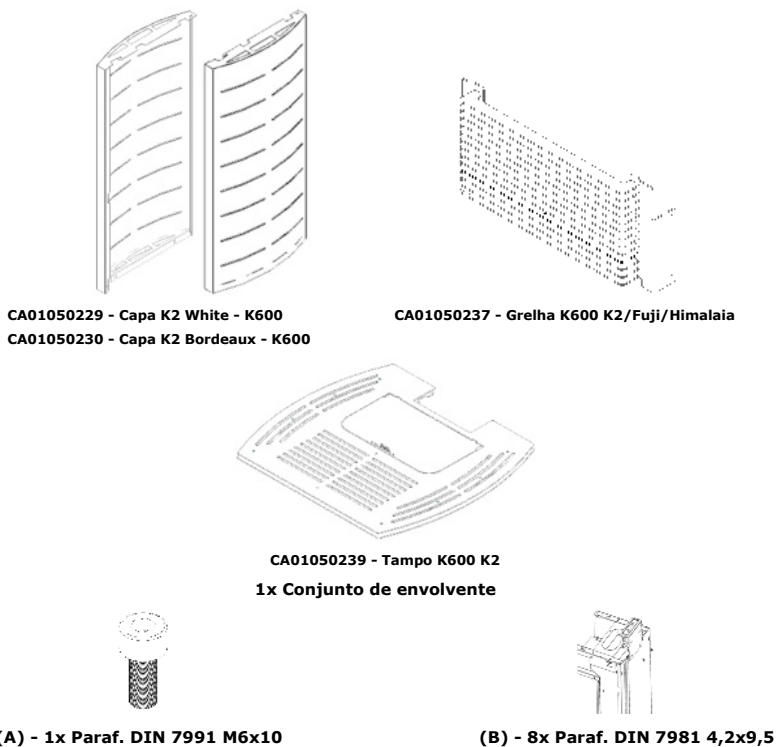 CA01050229 - Capa K2 White - K600
CA01050230 - Capa K2 Bordeaux - K600
CA01050237 - Grelha K600 K2/Fuji/Himalaia
CA01050239 - Tampo K600 K2
1x Conjunto de envolvente
(A) - 1x Paraf. DIN 7991 M6x10
(B) - 8x Paraf. DIN 7981 4,2x9,5